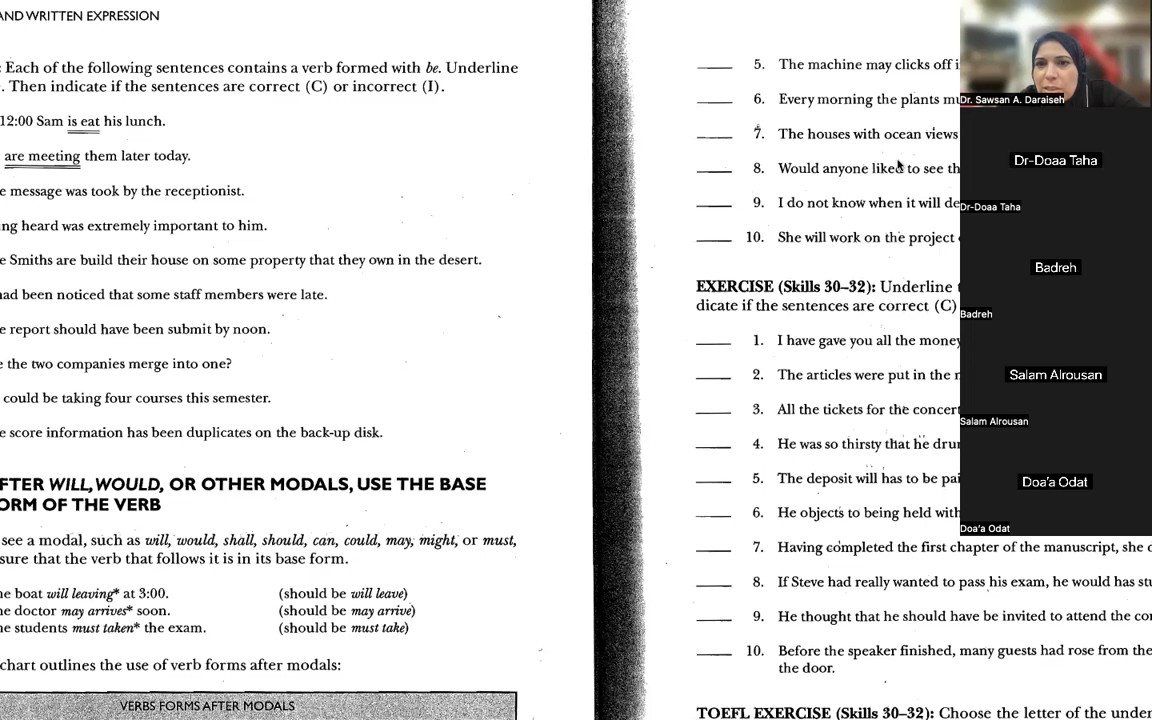 AND WRITTEN EXPRESSION
: Each of the following sentences contains a verb formed with be. Underline
. Then indicate if the sentences are correct (C) or incorrect (I).
12:00 Sam is eat his lunch.
are meeting them later today.
e message was took by the receptionist.
ing heard was extremely important to him.
e Smiths are build their house on some property that they own in the desert.
had been noticed that some staff members were late.
e report should have been submit by noon.
e the two companies merge into one?
could be taking four courses this semester.
e score information has been duplicates on the back-up disk.
FTER WILL, WOULD, OR OTHER MODALS, USE THE BASE
ORM OF THE VERB
see a modal, such as will, would, shall, should, can, could, may, might, or must,
sure that the verb that follows it is in its base form.
ne boat will leaving* at 3:00. (should be will leave)
ne doctor may arrives* soon. (should be may arrive)
ne students must taken* the exam. (should be must take)
chart outlines the use of verb forms after modals:
VERBS FORMS AFTER MODALS
5. The machine may clicks off i
6. Every morning the plants mu
7. The houses with ocean views
8. Would anyone liked to see th
9. I do not know when it will de
10. She will work on the project
EXERCISE (Skills 30–32): Underline
dicate if the sentences are correct (C)
1. I have gave you all the money
2. The articles were put in the
3. All the tickets for the concert
4. He was so thirsty that he dru
5. The deposit will has to be pai
6. He objects to being held with
7. Having completed the first chapter of the manuscript, she
8. If Steve had really wanted to pass his exam, he would has stu
9. He thought that he should have be invited to attend the co
10. Before the speaker finished, many guests had rose from the
the door.
TOEFL EXERCISE (Skills 30–32): Choose the letter of the under
Dr. Sawsan A. Daraiseh
Dr-Doaa Taha
Dr-Doaa Taha
Badreh
Badreh
Salam Alrousan
Salam Alrousan
Doa'a Odat
Doa'a Odat